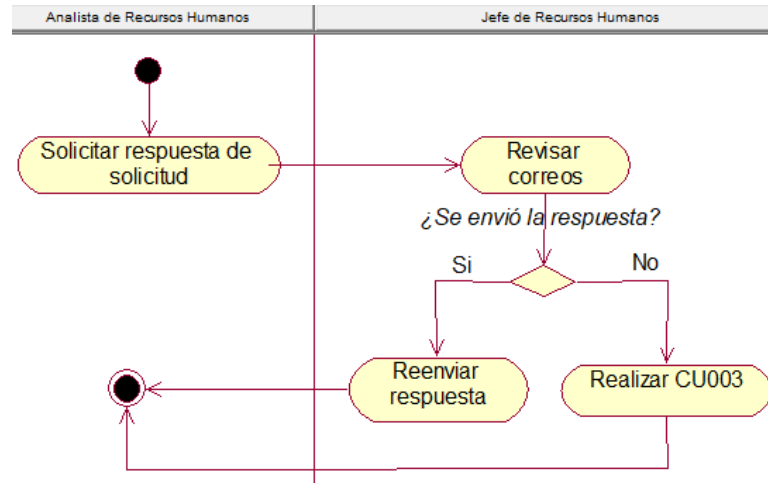 Analista de Recursos Humanos
Jefe de Recursos Humanos
Solicitar respuesta de
solicitud
Revisar
correos
¿Se envió la respuesta?
Si
No
Reenviar
respuesta
Realizar CU003